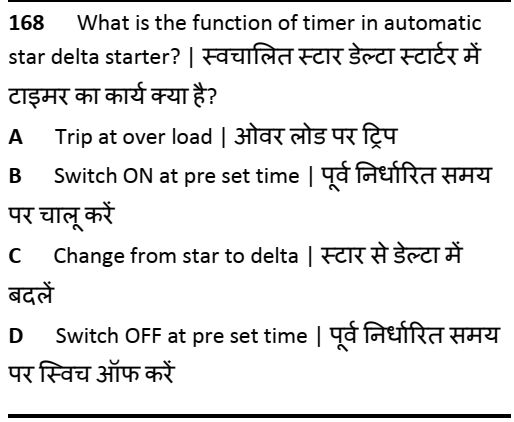 168 What is the function of timer in automatic
star delta starter? | स्वचालित स्टार डेल्टा स्टार्टर में
टाइमर का कार्य क्या है?
A Trip at over load | ओवर लोड पर ट्रिप
B Switch ON at pre set time | पूर्व निर्धारित समय
पर चालू करें
C Change from star to delta | स्टार से डेल्टा में
बदलें
D Switch OFF at pre set time | पूर्व निर्धारित समय
पर स्विच ऑफ करें